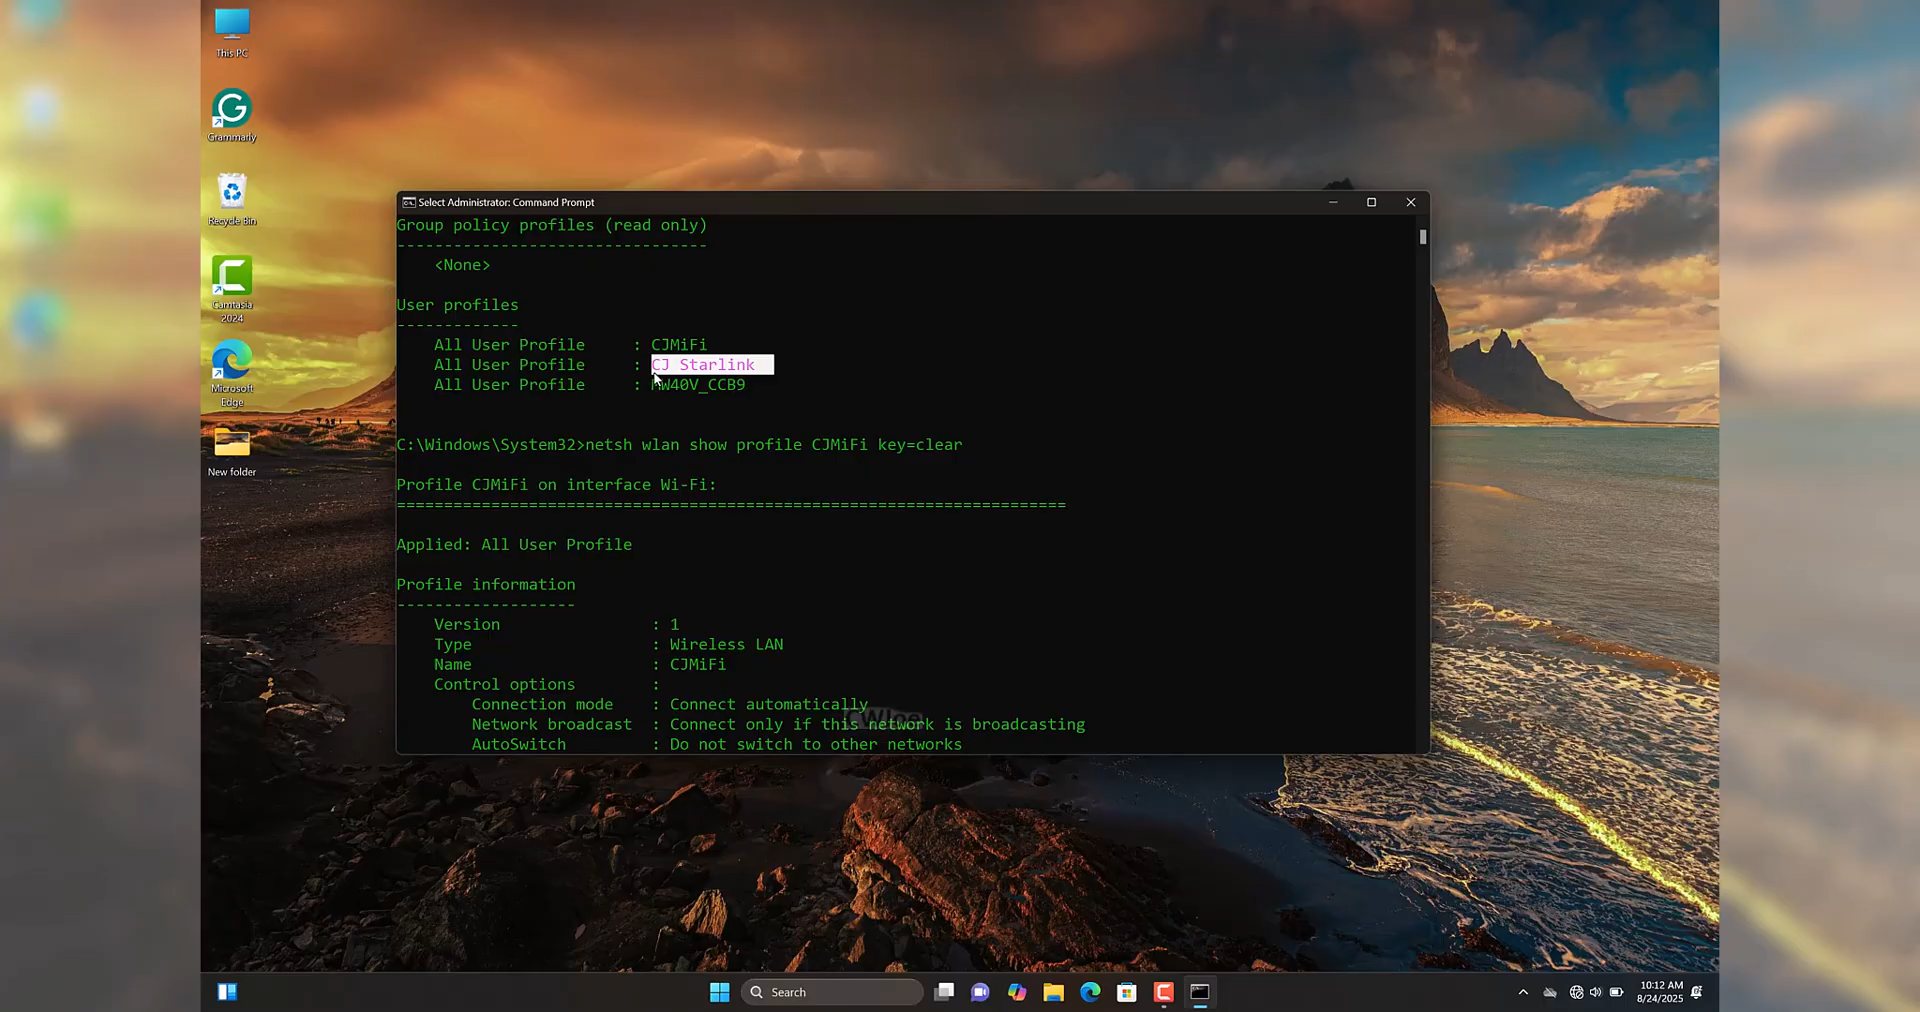 This PC
Grammarly
Recycle Bin
Camtasia
2024
Microsoft
Edge
New folder
Select Administrator: Command Prompt
Group policy profiles (read only)
---------------------------------
<None>
User profiles
-------------
All User Profile : CJMiFi
All User Profile : CJ Starlink
All User Profile : MW40V_CCB9
C:\Windows\System32>netsh wlan show profile CJMiFi key=clear
Profile CJMiFi on interface Wi-Fi:
=======================================================================
Applied: All User Profile
Profile information
-------------------
Version : 1
Type : Wireless LAN
Name : CJMiFi
Control options :
Connection mode : Connect automatically
Network broadcast : Connect only if this network is broadcasting
AutoSwitch : Do not switch to other networks
Search
10:12 AM
8/24/2025